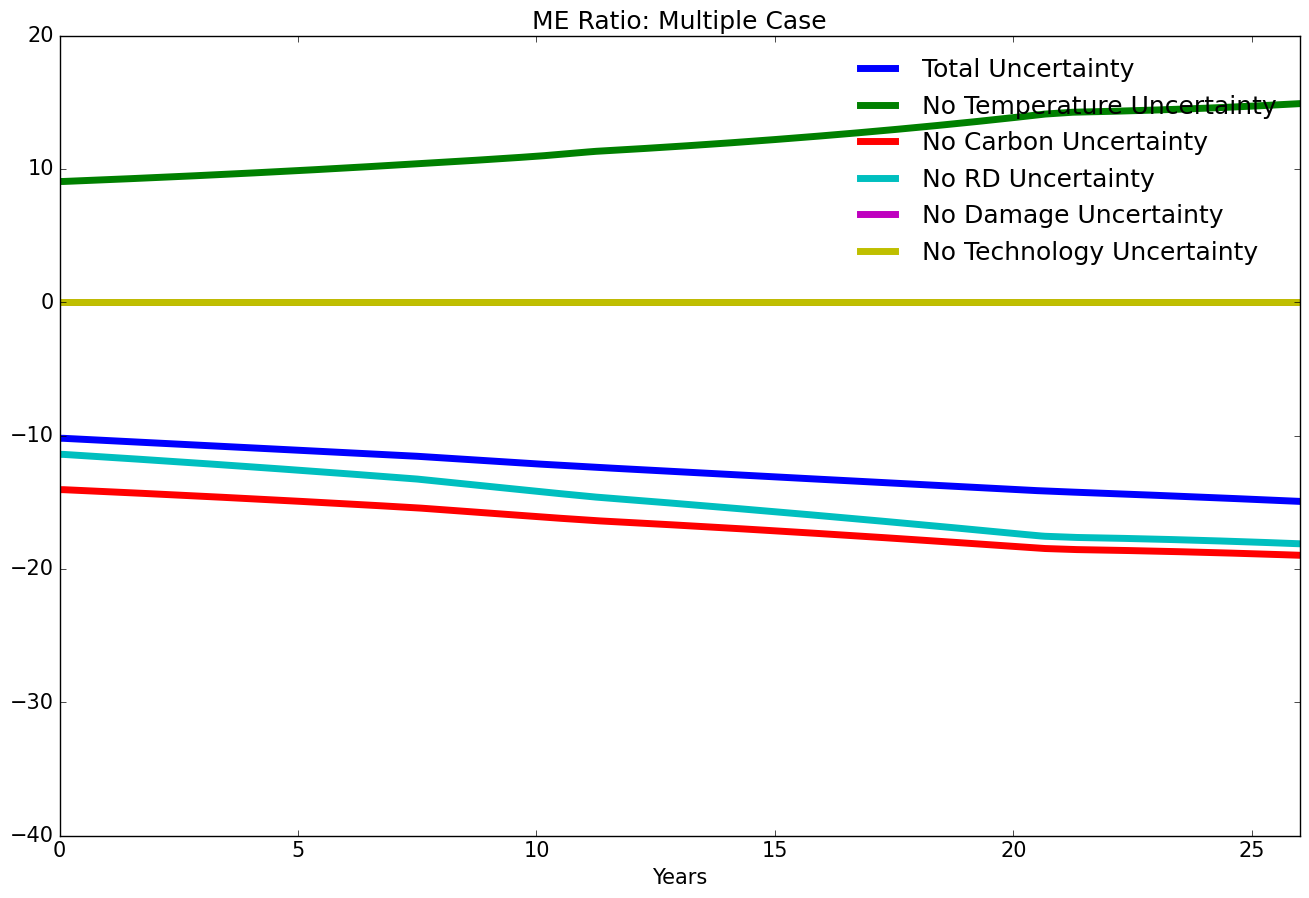 ME Ratio: Multiple Case
20
10
0
−10
−20
−30
−40
Total Uncertainty
No Temperature Uncertainty
No Carbon Uncertainty
No RD Uncertainty
No Damage Uncertainty
No Technology Uncertainty
0 5 10 15 20 25
Years